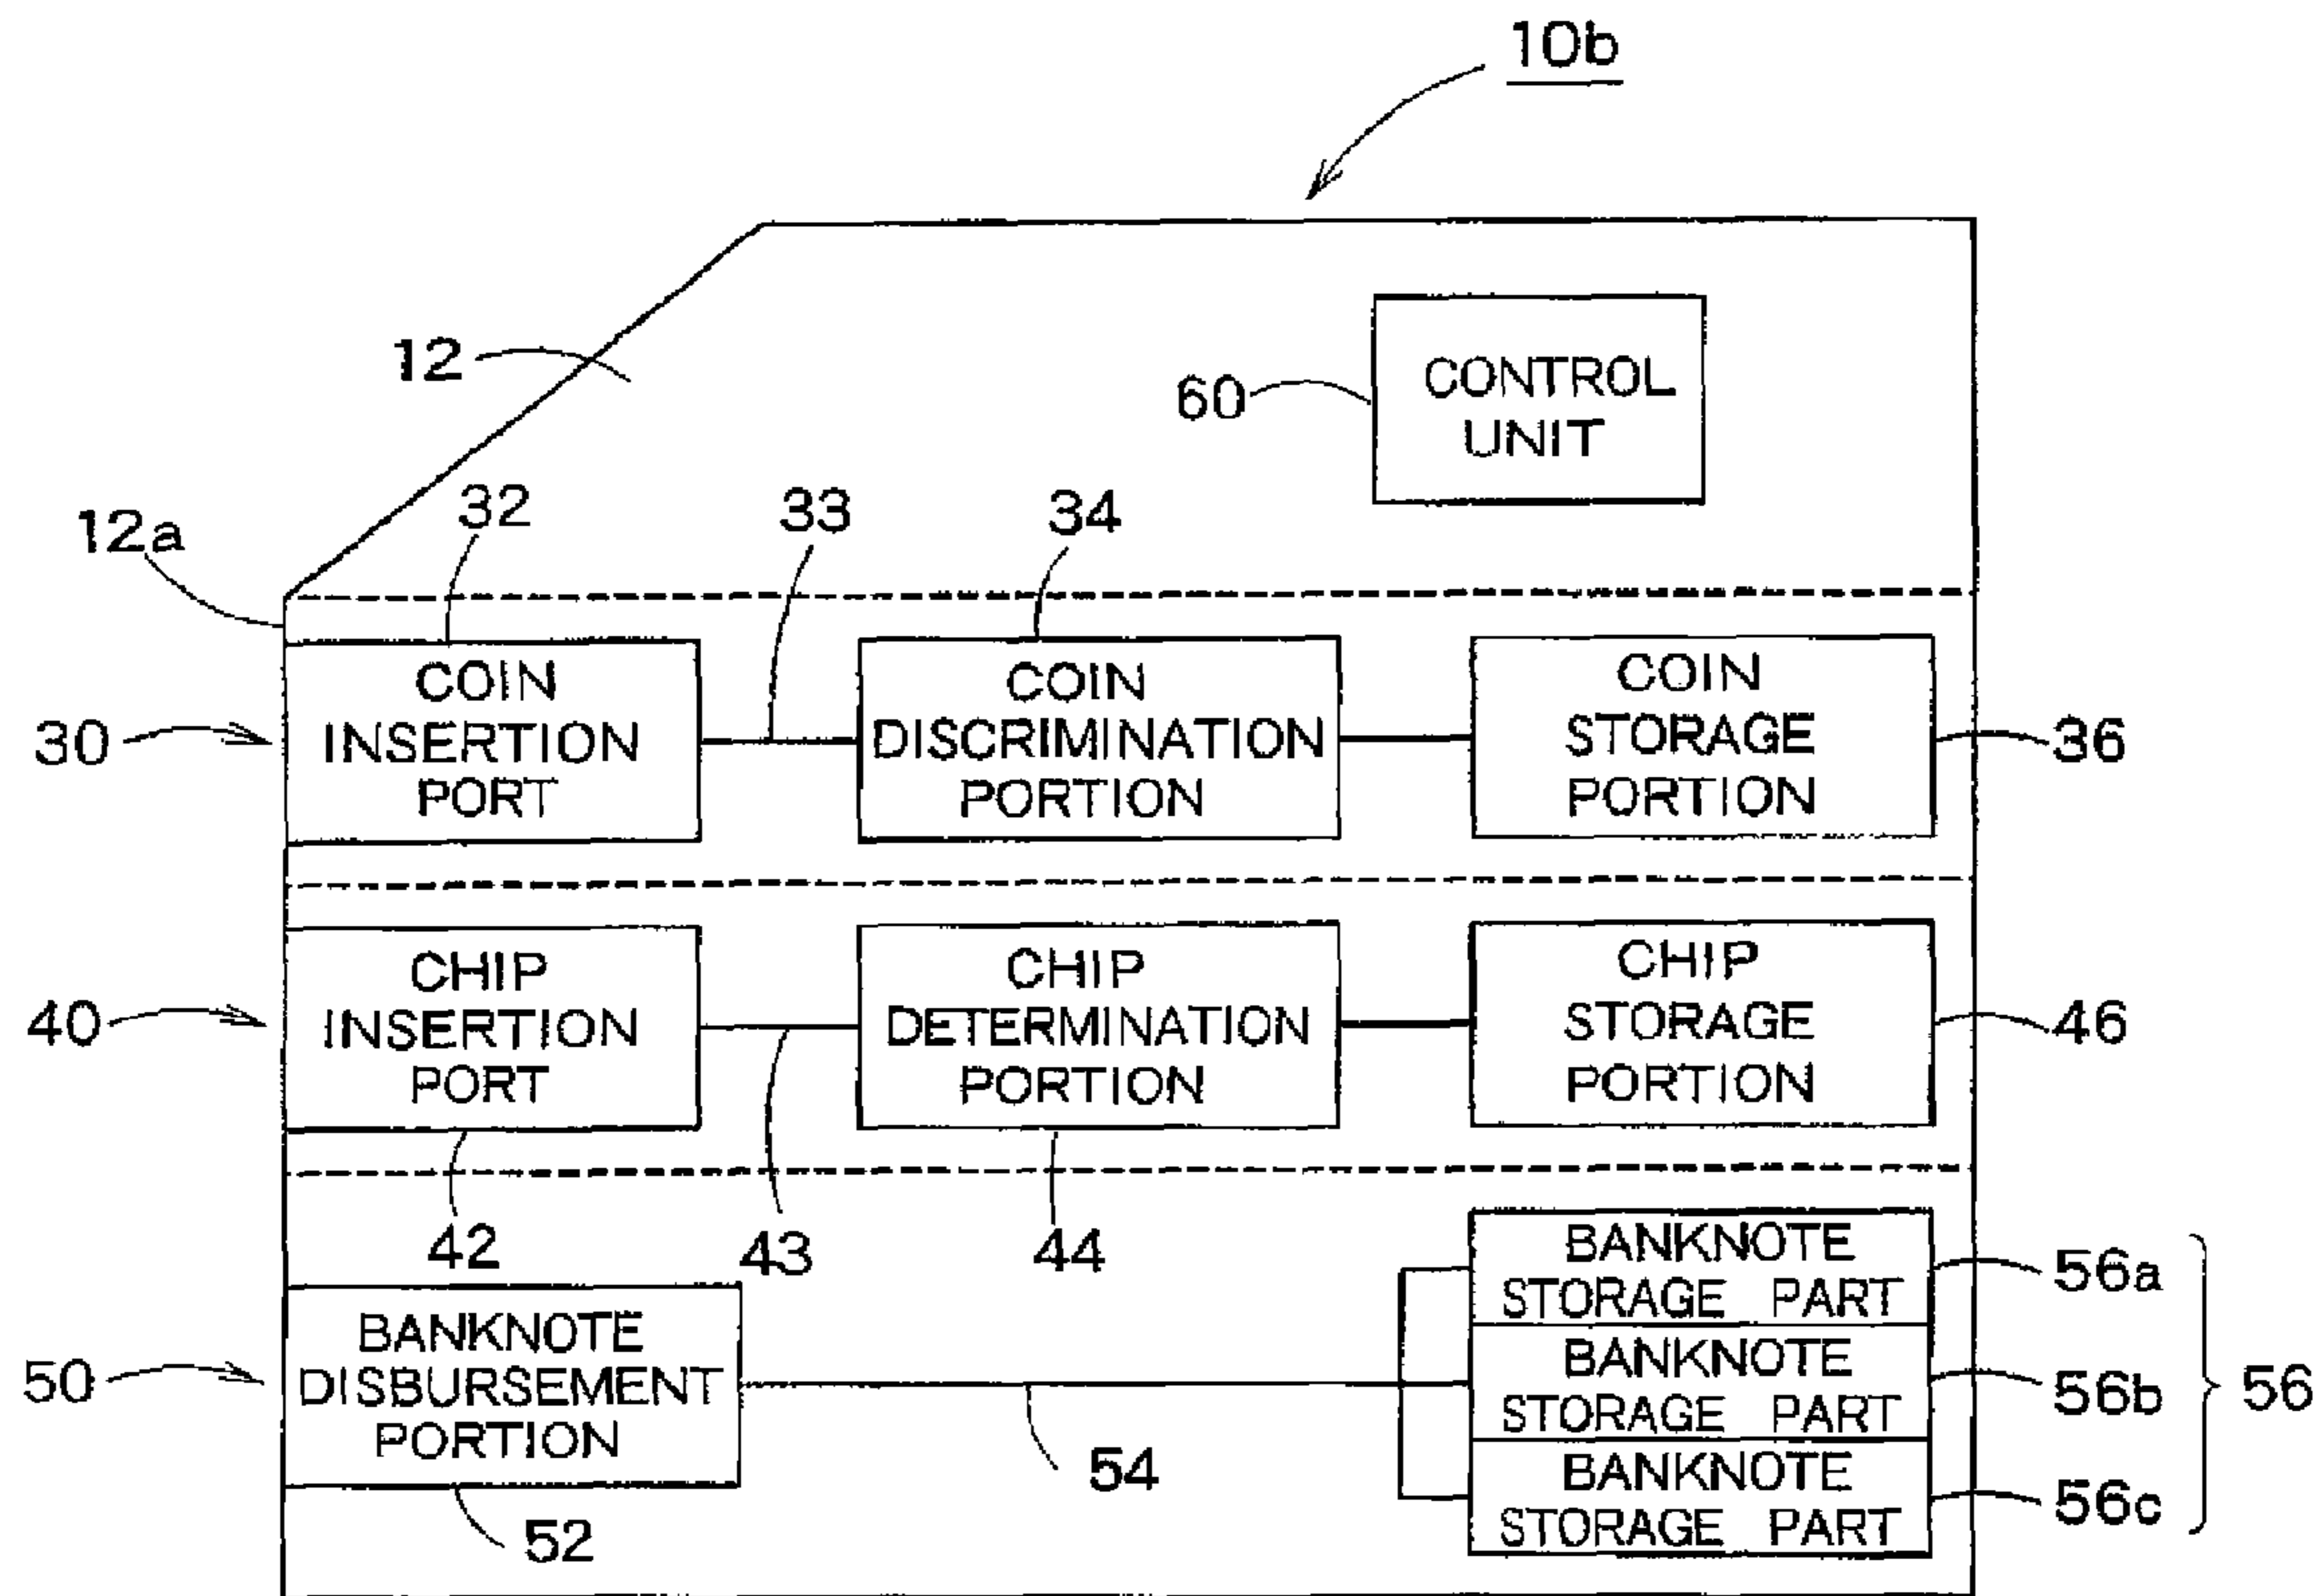 10b
12
60
CONTROL
UNIT
12a
32
33
34
30
COIN
INSERTION
PORT
COIN
DISCRIMINATION
PORTION
COIN
STORAGE
PORTION
36
40
CHIP
INSERTION
PORT
CHIP
DETERMINATION
PORTION
CHIP
STORAGE
PORTION
46
42
43
44
50
BANKNOTE
DISBURSEMENT
PORTION
52
54
BANKNOTE
STORAGE PART
56a
BANKNOTE
STORAGE PART
56b
BANKNOTE
STORAGE PART
56c
56